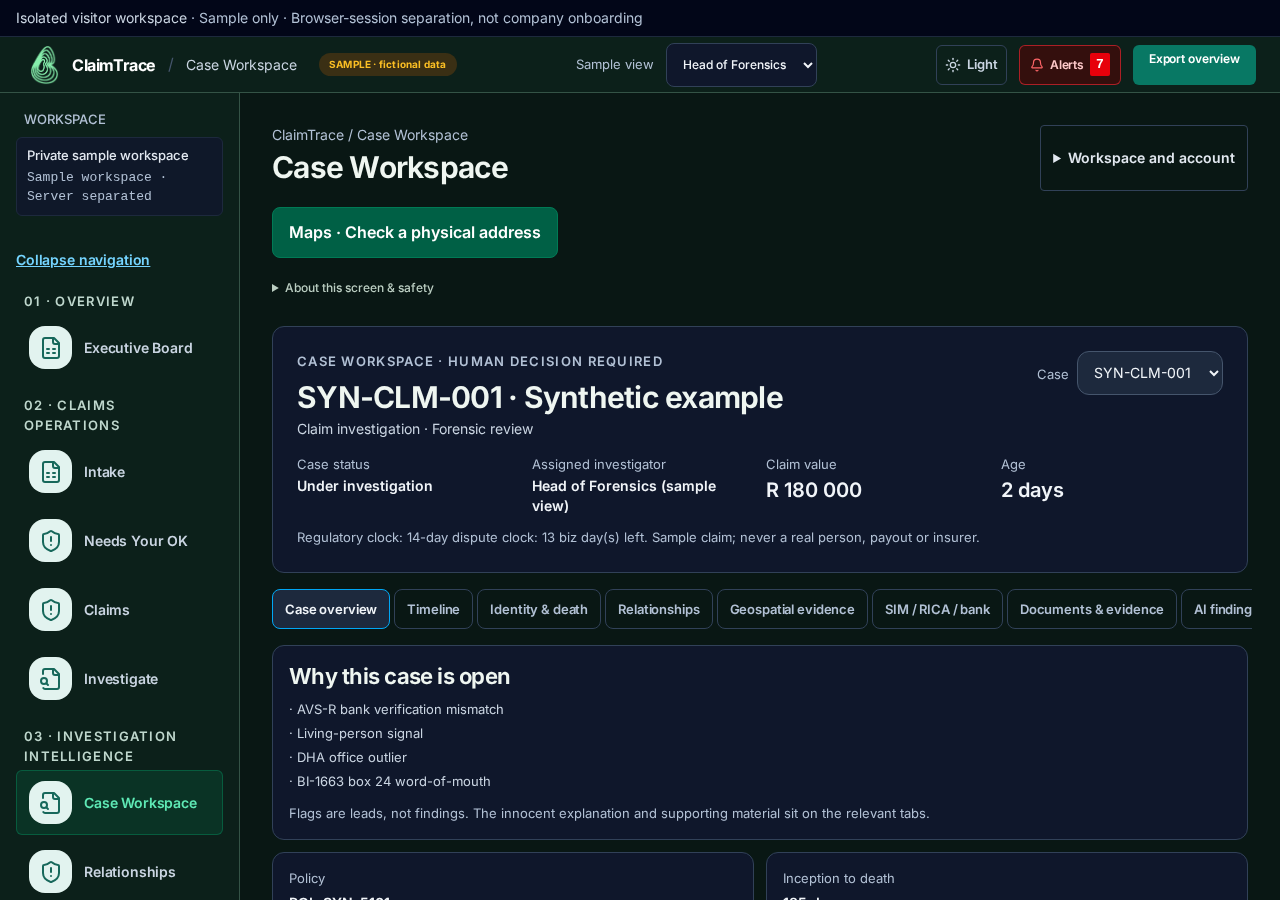 Isolated visitor workspace · Sample only · Browser-session separation, not company onboarding
ClaimTrace / Case Workspace
SAMPLE · fictional data
Sample view
Head of Forensics
Light
Alerts 7
Export overview
WORKSPACE
Private sample workspace
Sample workspace ·
Server separated
Collapse navigation
01 · OVERVIEW
Executive Board
02 · CLAIMS
OPERATIONS
Intake
Needs Your OK
Claims
Investigate
03 · INVESTIGATION
INTELLIGENCE
Case Workspace
Relationships
ClaimTrace / Case Workspace
Case Workspace
Workspace and account
Maps · Check a physical address
About this screen & safety
CASE WORKSPACE · HUMAN DECISION REQUIRED
SYN-CLM-001 · Synthetic example
Claim investigation · Forensic review
Case
SYN-CLM-001
Case status
Under investigation
Assigned investigator
Head of Forensics (sample
view)
Claim value
R 180 000
Age
2 days
Regulatory clock: 14-day dispute clock: 13 biz day(s) left. Sample claim; never a real person, payout or insurer.
Case overview
Timeline
Identity & death
Relationships
Geospatial evidence
SIM / RICA / bank
Documents & evidence
AI finding
Why this case is open
· AVS-R bank verification mismatch
· Living-person signal
· DHA office outlier
· BI-1663 box 24 word-of-mouth
Flags are leads, not findings. The innocent explanation and supporting material sit on the relevant tabs.
Policy
Inception to death